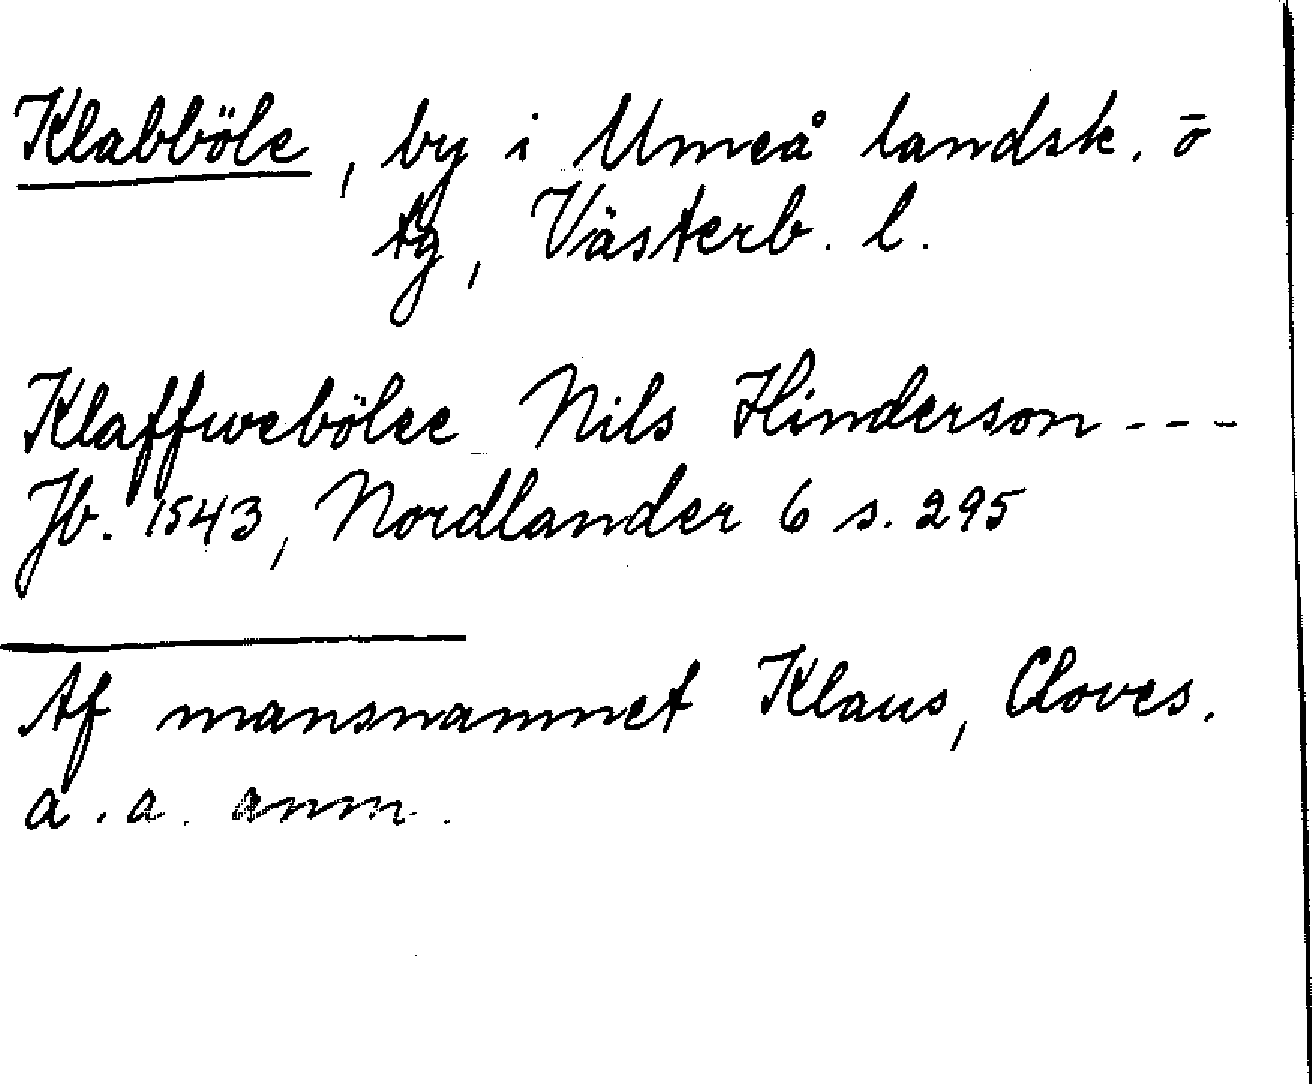 Klabböle, by i Umeå landsk. o
tg, Västerb. l.
Klaffwebölee Nils Hinderson ---
Jb. 1543, Nordlander 6 s. 295
Af mansnamnet Klaus, Cloves.
a. a. anm.